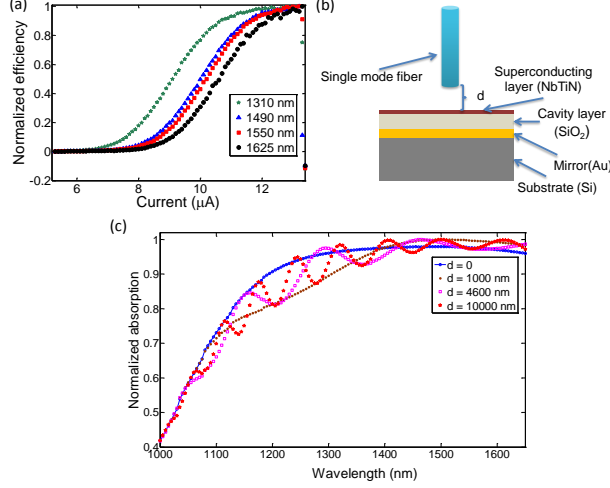 (a)
Normalized efficiency
1
0.8
0.6
0.4
0.2
0
-0.2
6
8
10
12
Current (μA)
1310 nm
1490 nm
1550 nm
1625 nm
(b)
Single mode fiber
d
Superconducting
layer (NbTiN)
Cavity layer
(SiO2)
Mirror(Au)
Substrate (Si)
(c)
Normalized absorption
1
0.9
0.8
0.7
0.6
0.5
0.4
1000
1100
1200
1300
1400
1500
1600
Wavelength (nm)
d = 0
d = 1000 nm
d = 4600 nm
d = 10000 nm